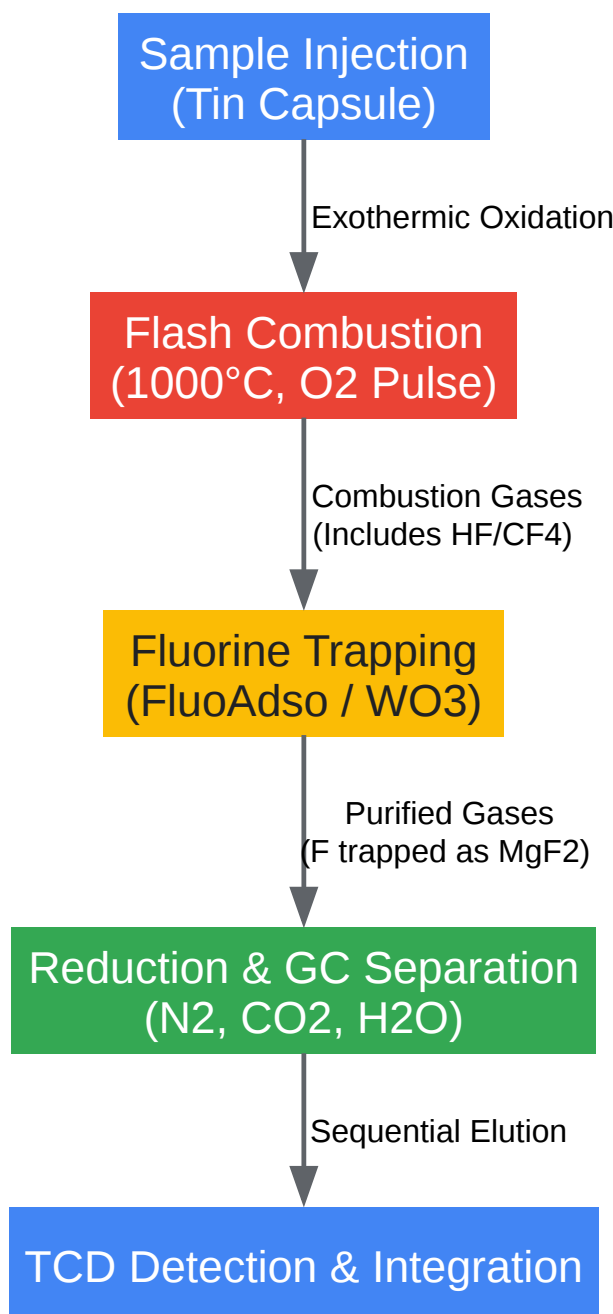 Sample Injection
(Tin Capsule)
Exothermic Oxidation
Flash Combustion
(1000°C, O2 Pulse)
Combustion Gases
(Includes HF/CF4)
Fluorine Trapping
(FluoAdso / WO3)
Purified Gases
(F trapped as MgF2)
Reduction & GC Separation
(N2, CO2, H2O)
Sequential Elution
TCD Detection & Integration